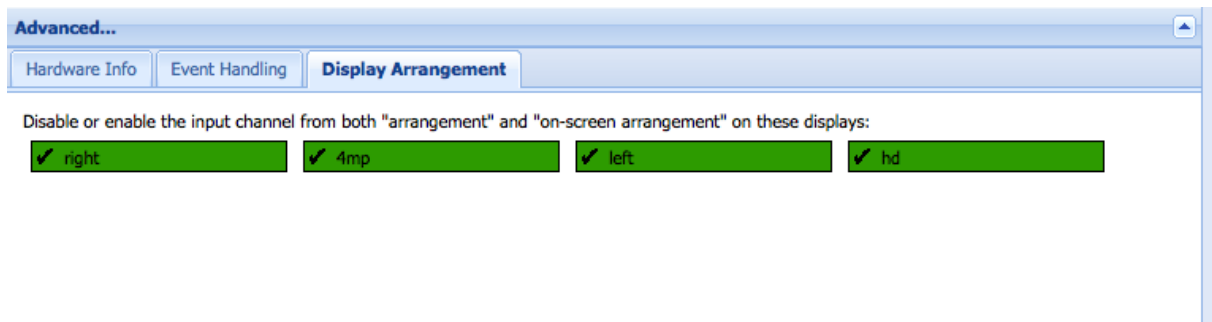 Advanced...
Hardware Info Event Handling Display Arrangement
Disable or enable the input channel from both "arrangement" and "on-screen arrangement" on these displays:
right 4mp left hd